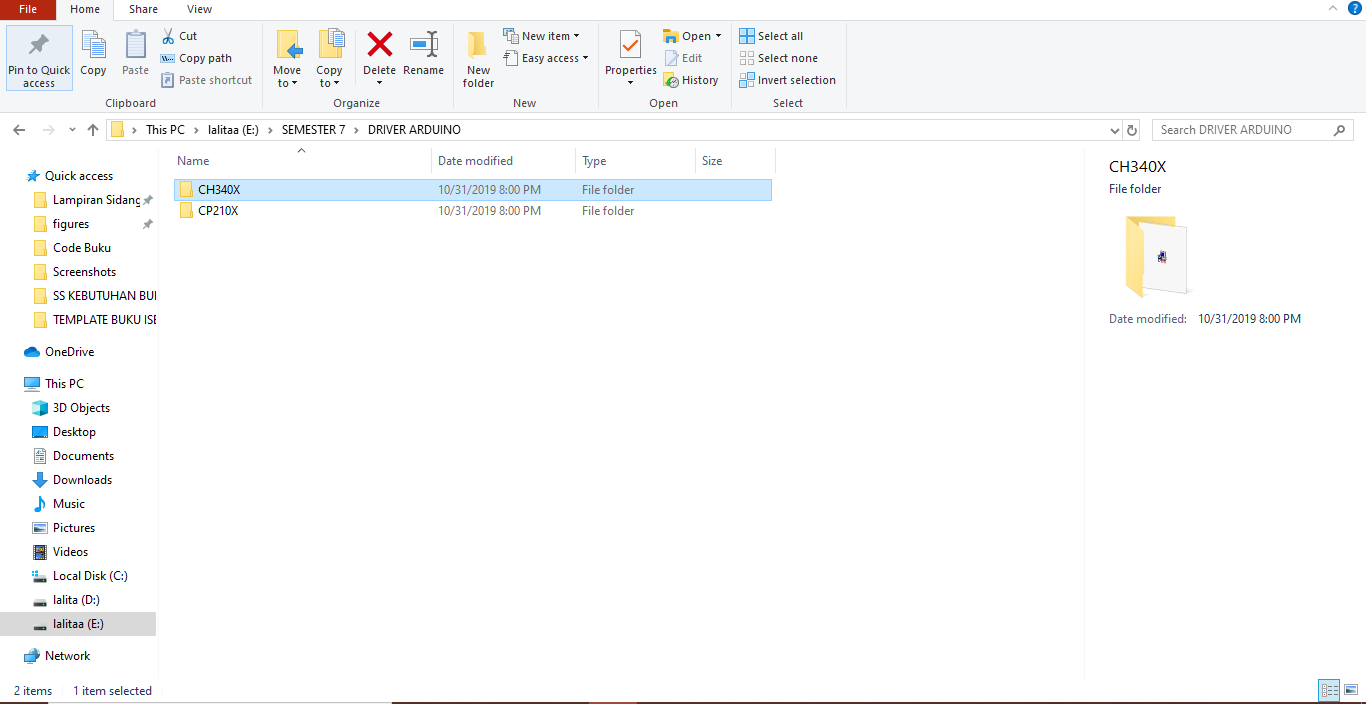 File Home Share View
Pin to Quick access
Copy
Paste
Cut
Copy path
Paste shortcut
Clipboard
Move to
Copy to
Delete
Rename
Organize
New folder
New item
Easy access
New
Properties
Open
Edit
History
Open
Select all
Select none
Invert selection
Select
This PC > lalitaa (E:) > SEMESTER 7 > DRIVER ARDUINO
Search DRIVER ARDUINO
Quick access
Lampiran Sidang
figures
Code Buku
Screenshots
SS KEBUTUHAN BUI
TEMPLATE BUKU ISE
OneDrive
This PC
3D Objects
Desktop
Documents
Downloads
Music
Pictures
Videos
Local Disk (C:)
lalita (D:)
lalitaa (E:)
Network
Name Date modified Type Size
CH340X 10/31/2019 8:00 PM File folder
CP210X 10/31/2019 8:00 PM File folder
CH340X
File folder
Date modified: 10/31/2019 8:00 PM
2 items 1 item selected